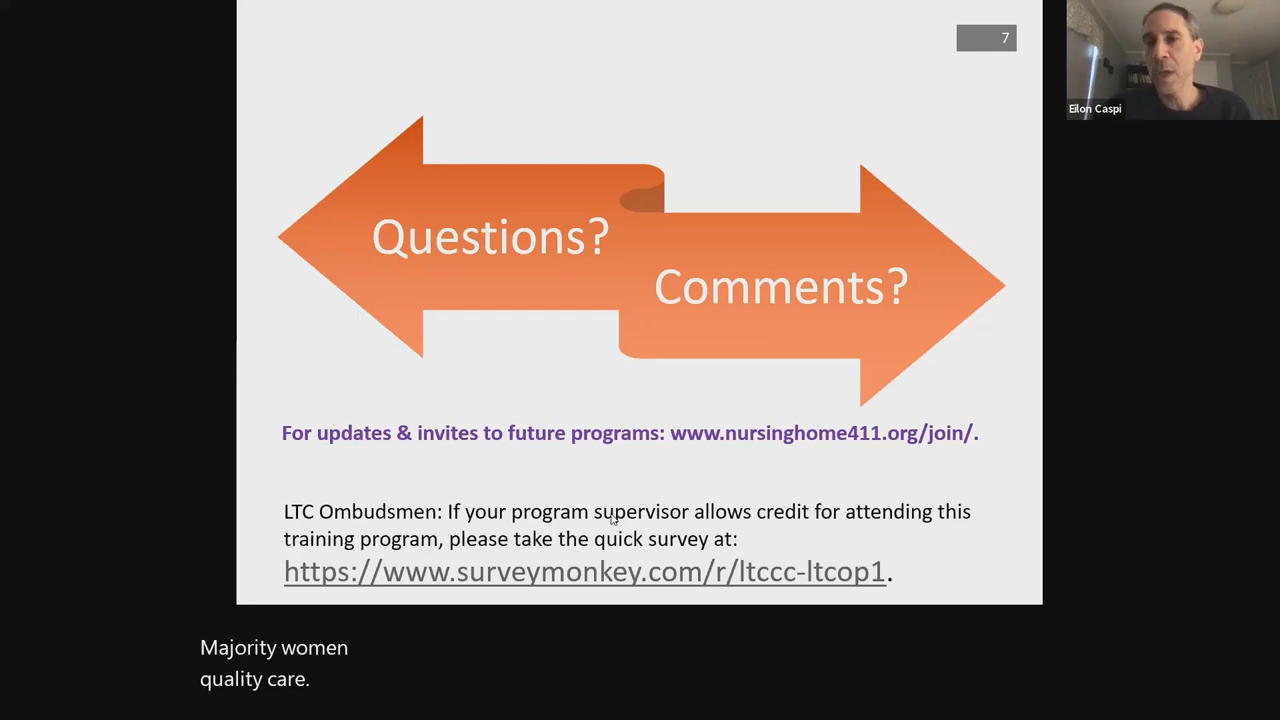 7
Eilon Caspi
Questions?
Comments?
For updates & invites to future programs: www.nursinghome411.org/join/.
LTC Ombudsmen: If your program supervisor allows credit for attending this
training program, please take the quick survey at:
https://www.surveymonkey.com/r/ltccc-ltcop1.
Majority women
quality care.